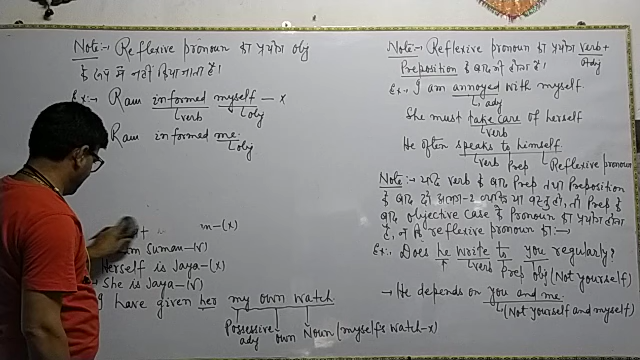 Note:- Reflexive pronoun का प्रयोग obj
के रूप में नहीं किया जाता है।
Ex:- Ram informed myself - x
verb obj
Ram informed me.
obj
m-(x)
m Suman-(√)
Herself is Jaya-(x)
She is Jaya-(√)
I have given her my own watch
Possessive own Noun (myselfs watch-x)
adj
Note:- Reflexive pronoun का प्रयोग verb+
Adj
Preposition के बाद भी होता है।
Ex:- I am annoyed with myself.
adj
She must take care of herself
verb
He often speaks to himself.
verb Prep Reflexive pronoun
Note:- यदि verb के बाद Prep तथा Preposition
के बाद दो अलग-2 व्यक्ति या वस्तु हो, तो Prep के
बाद objective case के Pronoun का प्रयोग होता
है, न कि reflexive pronoun का:→
Ex:- Does he write to you regularly?
verb Prep obj (Not yourself)
→ He depends on you and me.
(Not yourself and myself)